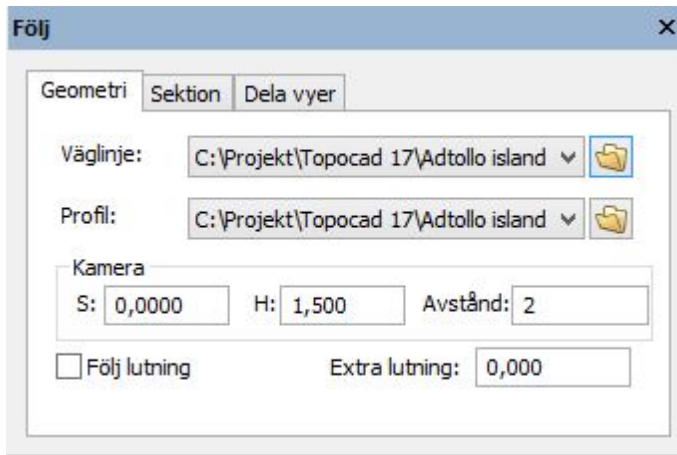 Följ
Geometri Sektion Dela vyer
Väglinje: C:\Projekt\Topocad 17\Adtollo island
Profil: C:\Projekt\Topocad 17\Adtollo island
Kamera
S: 0,0000 H: 1,500 Avstånd: 2
Följ lutning Extra lutning: 0,000